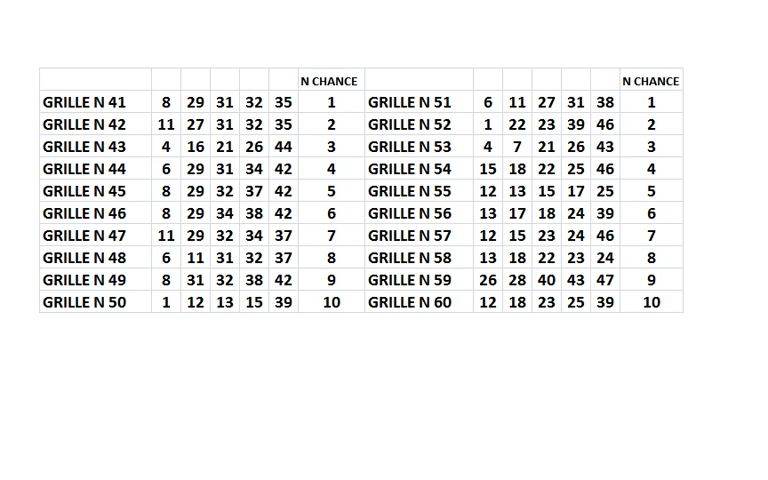 N CHANCE N CHANCE
GRILLE N 41 8 29 31 32 35 1 GRILLE N 51 6 11 27 31 38 1
GRILLE N 42 11 27 31 32 35 2 GRILLE N 52 1 22 23 39 46 2
GRILLE N 43 4 16 21 26 44 3 GRILLE N 53 4 7 21 26 43 3
GRILLE N 44 6 29 31 34 42 4 GRILLE N 54 15 18 22 25 46 4
GRILLE N 45 8 29 32 37 42 5 GRILLE N 55 12 13 15 17 25 5
GRILLE N 46 8 29 34 38 42 6 GRILLE N 56 13 17 18 24 39 6
GRILLE N 47 11 29 32 34 37 7 GRILLE N 57 12 15 23 24 46 7
GRILLE N 48 6 11 31 32 37 8 GRILLE N 58 13 18 22 23 24 8
GRILLE N 49 8 31 32 38 42 9 GRILLE N 59 26 28 40 43 47 9
GRILLE N 50 1 12 13 15 39 10 GRILLE N 60 12 18 23 25 39 10